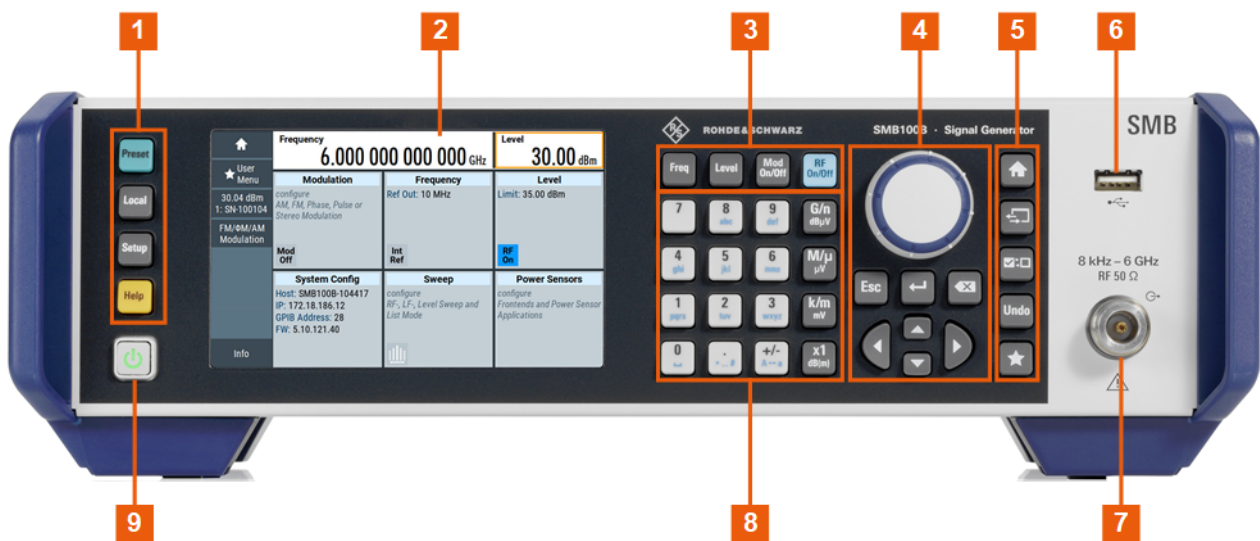 1
2
3
4
5
6
Preset
Local
Setup
Help
User
Menu
30.04 dBm
1: SN-100104
FM/ΦM/AM
Modulation
Info
Frequency
6.000 000 000 000 GHz
Level
30.00 dBm
Modulation
configure
AM, FM, Phase, Pulse or
Stereo Modulation
Mod
Off
Frequency
Ref Out: 10 MHz
Int
Ref
Level
Limit: 35.00 dBm
RF
On
System Config
Host: SMB100B-104417
IP: 172.18.186.12
GPIB Address: 28
FW: 5.10.121.40
Sweep
configure
RF-, LF-, Level Sweep and
List Mode
Power Sensors
configure
Frontends and Power Sensor
Applications
R&S
ROHDE&SCHWARZ
SMB100B · Signal Generator
SMB
Freq
Level
Mod
On/Off
RF
On/Off
7
8
abc
9
def
G/n
dBµV
4
ghi
5
jkl
6
mno
M/µ
µV
1
pqrs
2
tuv
3
wxyz
k/m
mV
0
.
* ... #
+/-
A↔a
x1
dB(m)
Esc
Undo
8 kHz – 6 GHz
RF 50 Ω
9
8
7